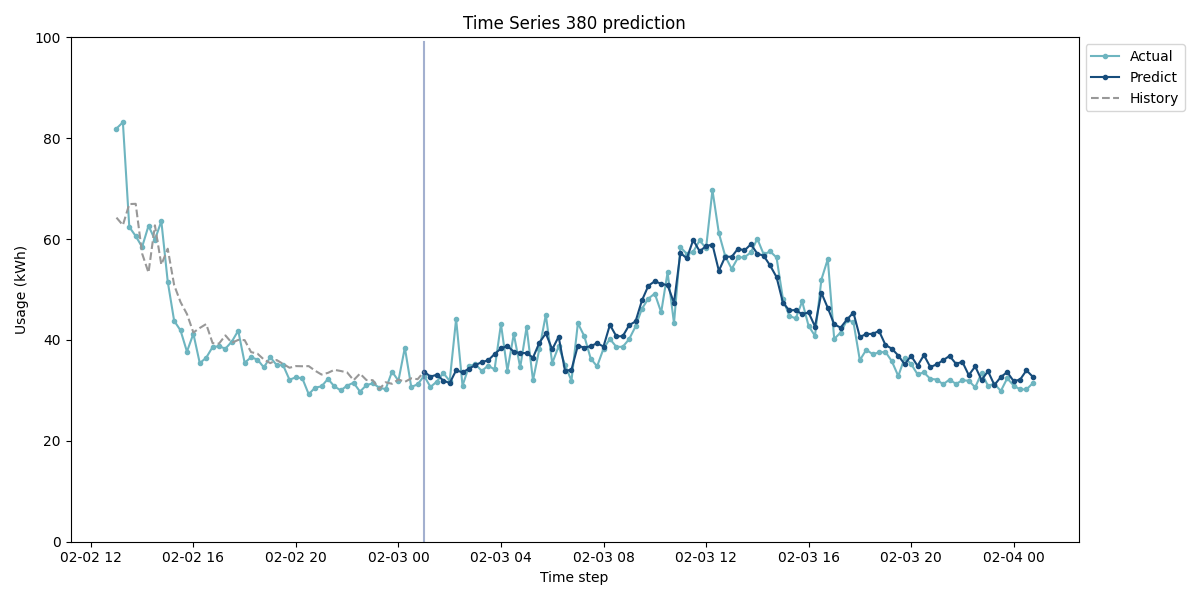 Time Series 380 prediction
Usage (kWh)
100
80
60
40
20
0
02-02 12
02-02 16
02-02 20
02-03 00
02-03 04
02-03 08
02-03 12
02-03 16
02-03 20
02-04 00
Time step
Actual
Predict
History